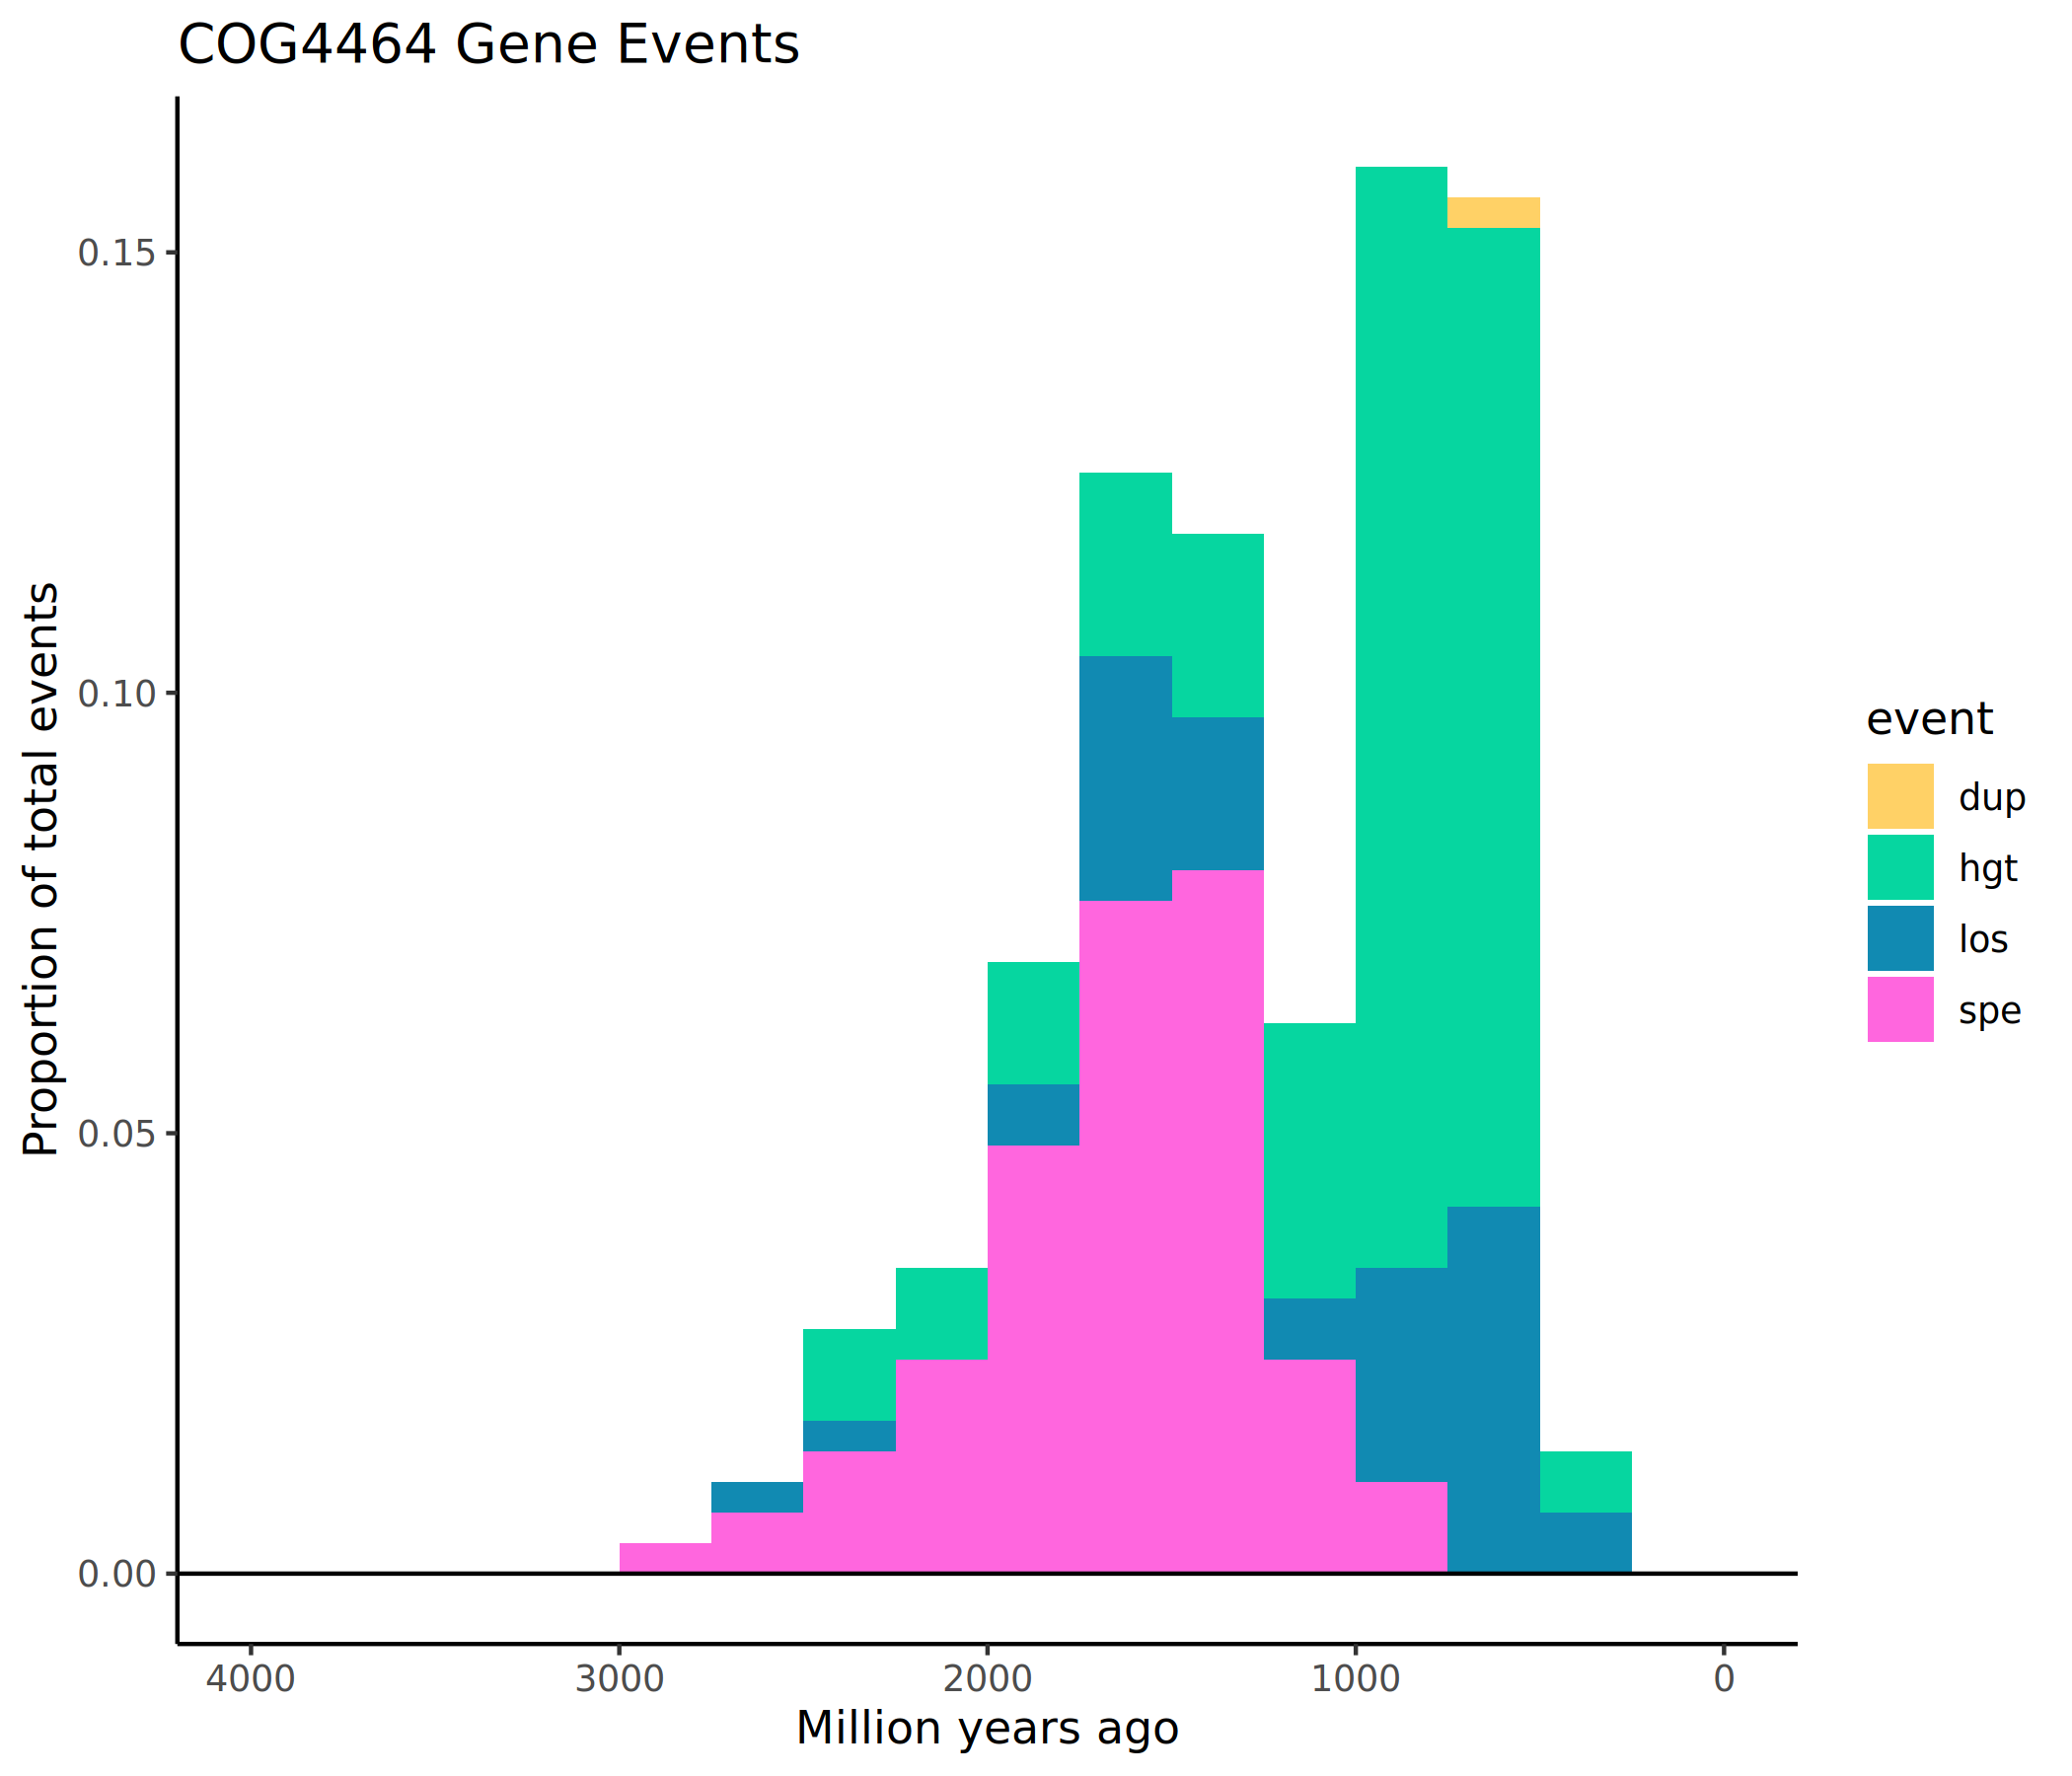 COG4464 Gene Events
Proportion of total events
0.15
0.10
0.05
0.00
4000 3000 2000 1000 0
Million years ago
event
dup
hgt
los
spe